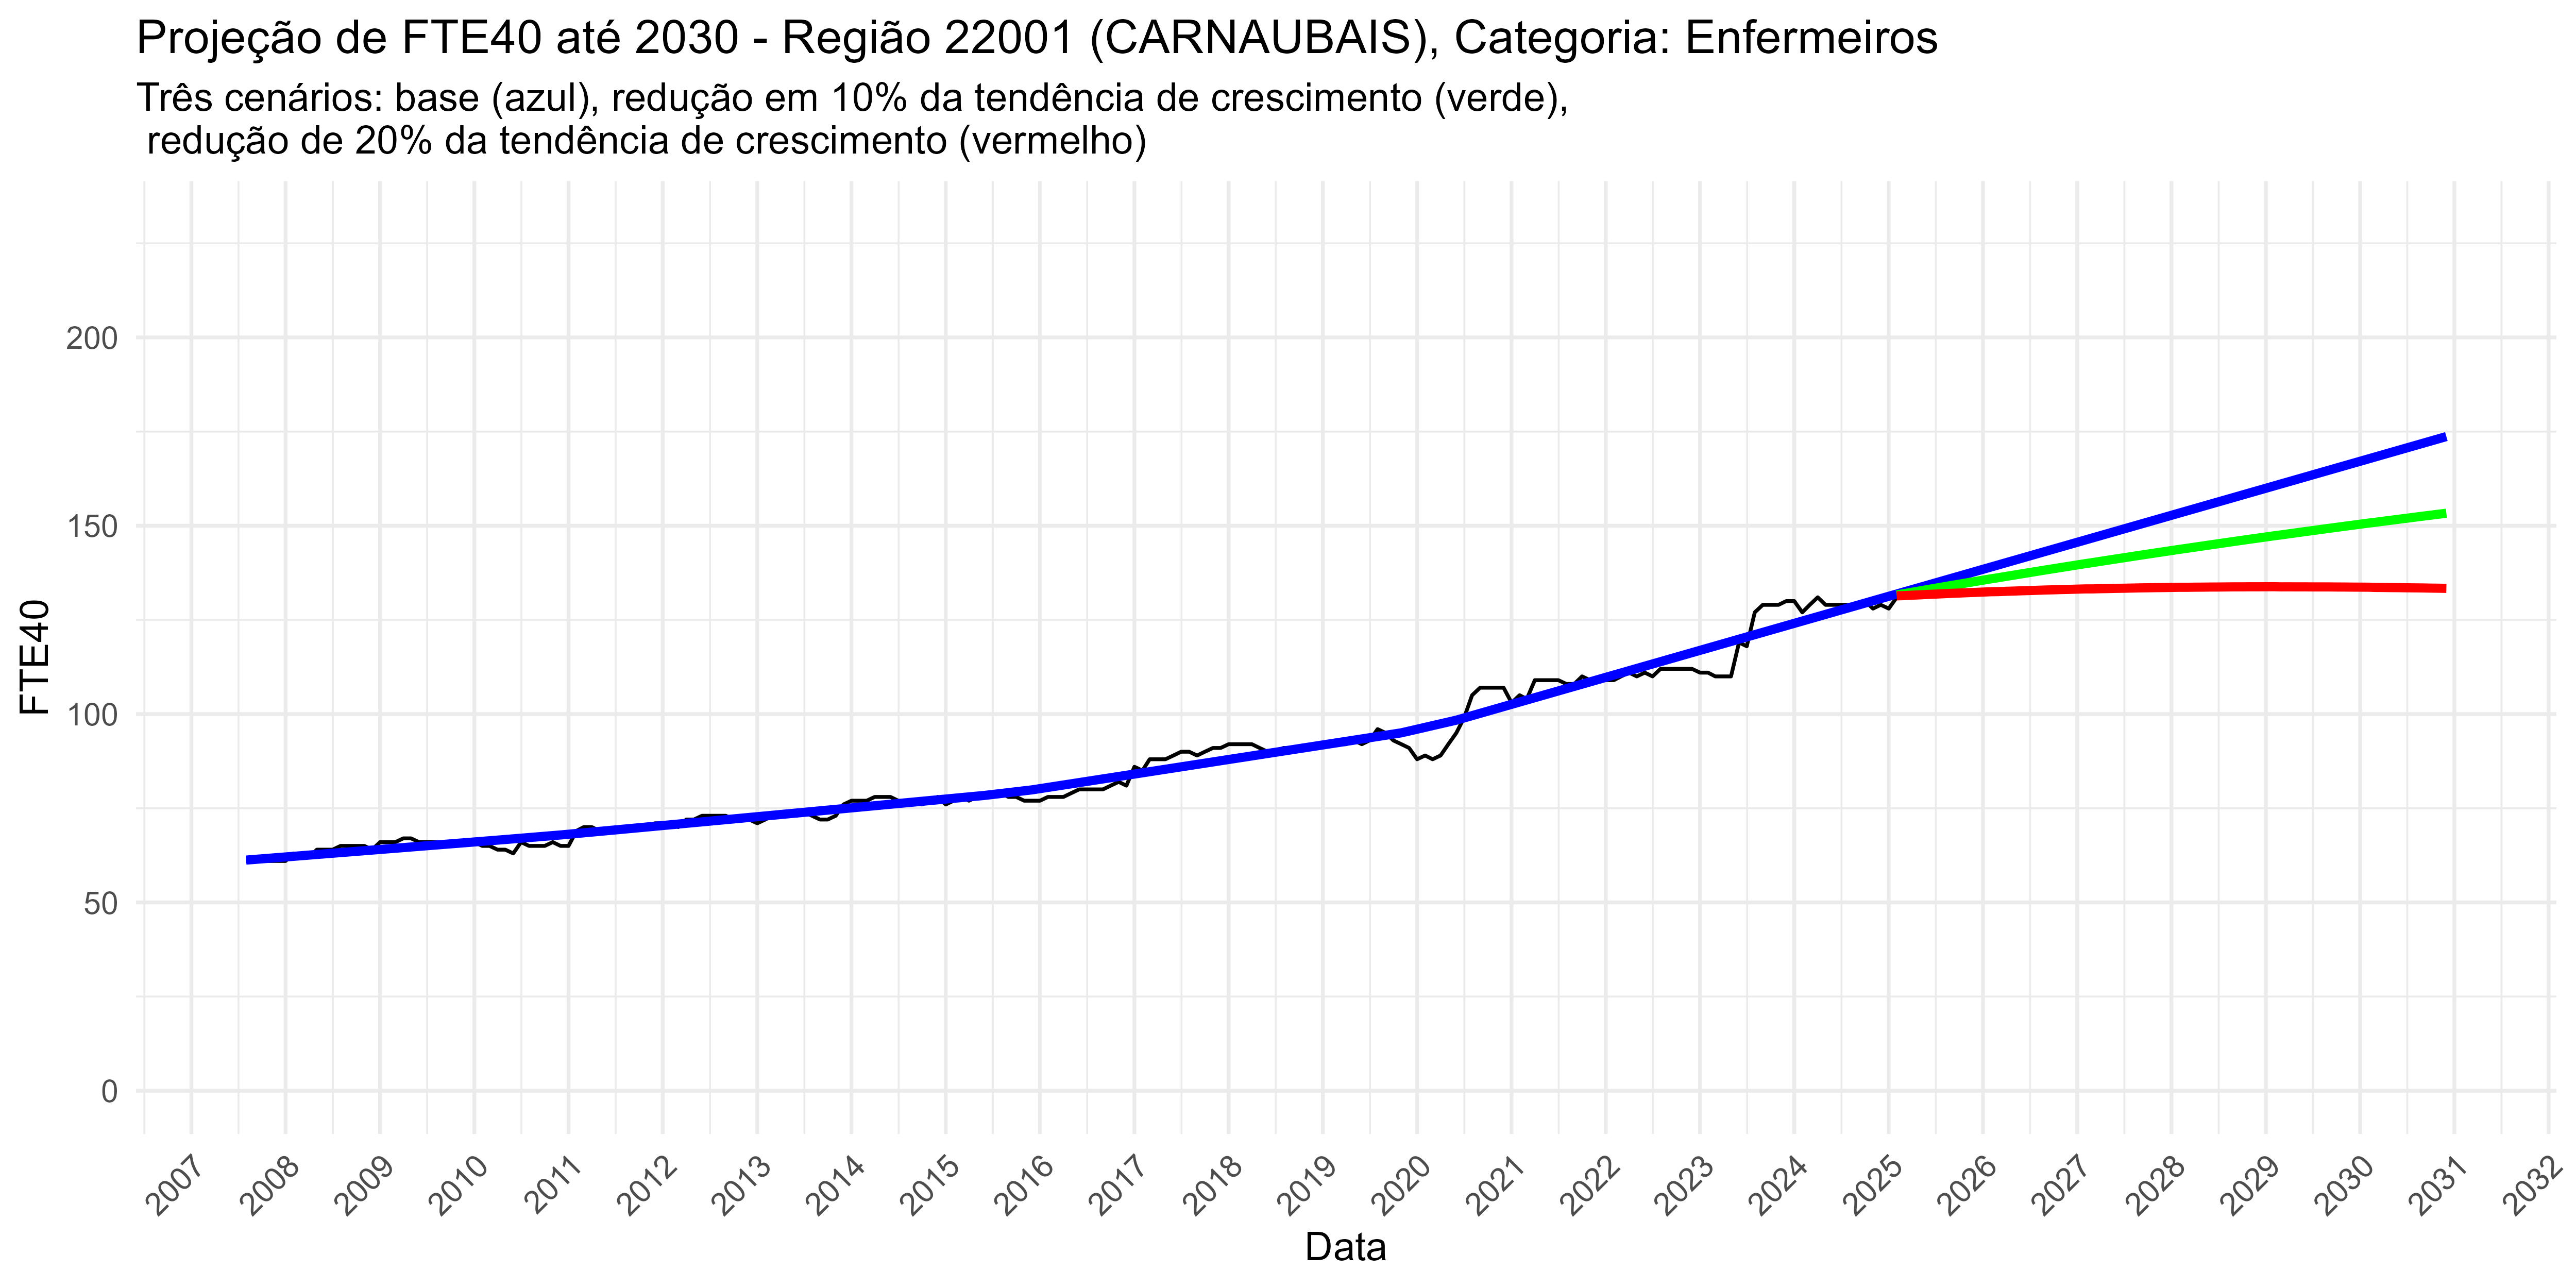 Projeção de FTE40 até 2030 - Região 22001 (CARNAUBAIS), Categoria: Enfermeiros
Três cenários: base (azul), redução em 10% da tendência de crescimento (verde),
redução de 20% da tendência de crescimento (vermelho)
FTE40
200
150
100
50
0
2007 2008 2009 2010 2011 2012 2013 2014 2015 2016 2017 2018 2019 2020 2021 2022 2023 2024 2025 2026 2027 2028 2029 2030 2031 2032
Data